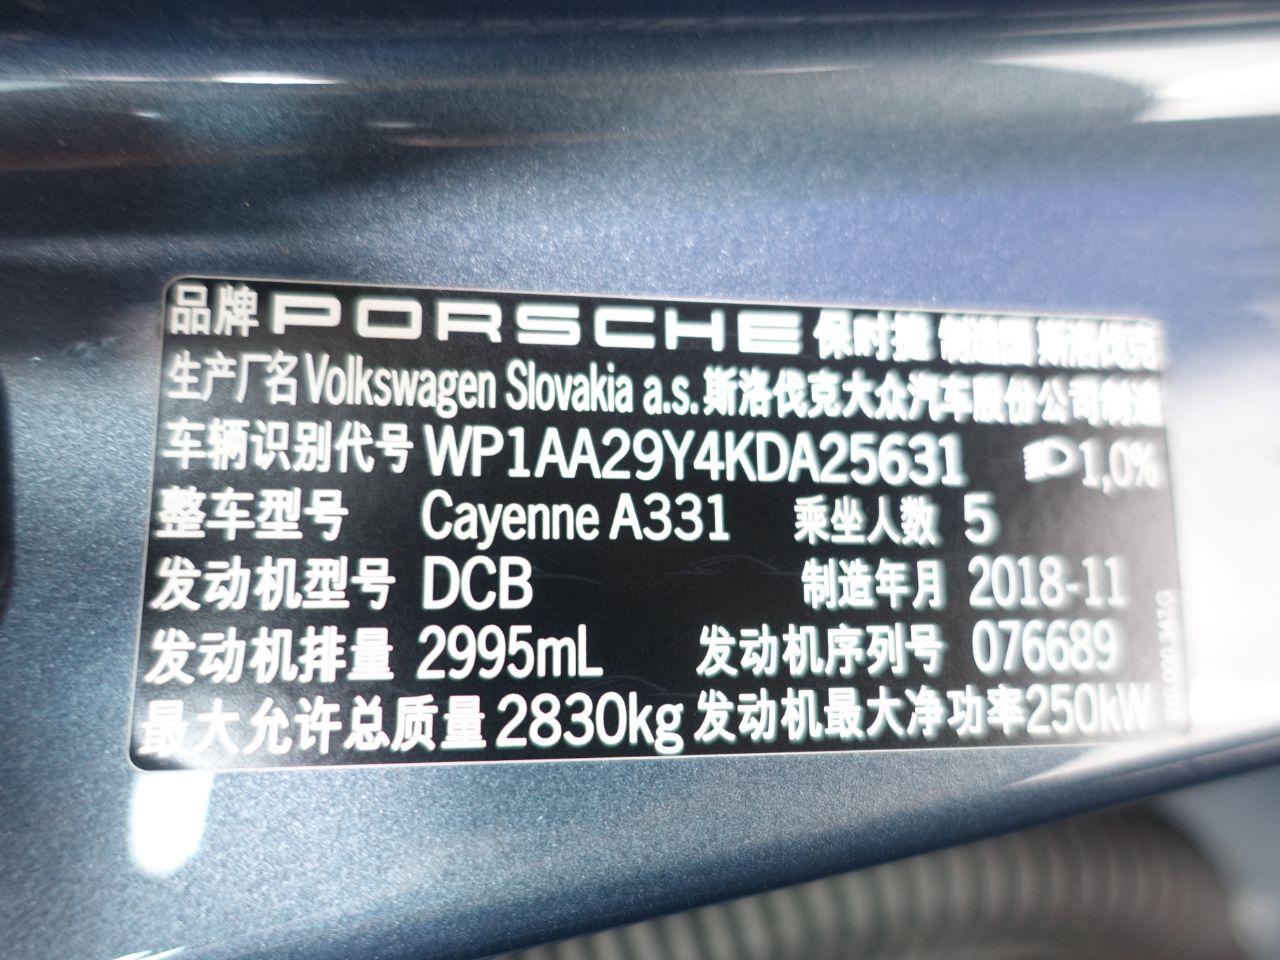 品牌 PORSCHE 保时捷 制造国 斯洛伐克
生产厂名 Volkswagen Slovakia a.s. 斯洛伐克大众汽车股份公司制造
车辆识别代号 WP1AA29Y4KDA25631 1,0%
整车型号 Cayenne A331 乘坐人数 5
发动机型号 DCB 制造年月 2018-11
发动机排量 2995mL 发动机序列号 076689
最大允许总质量 2830kg 发动机最大净功率 250kW